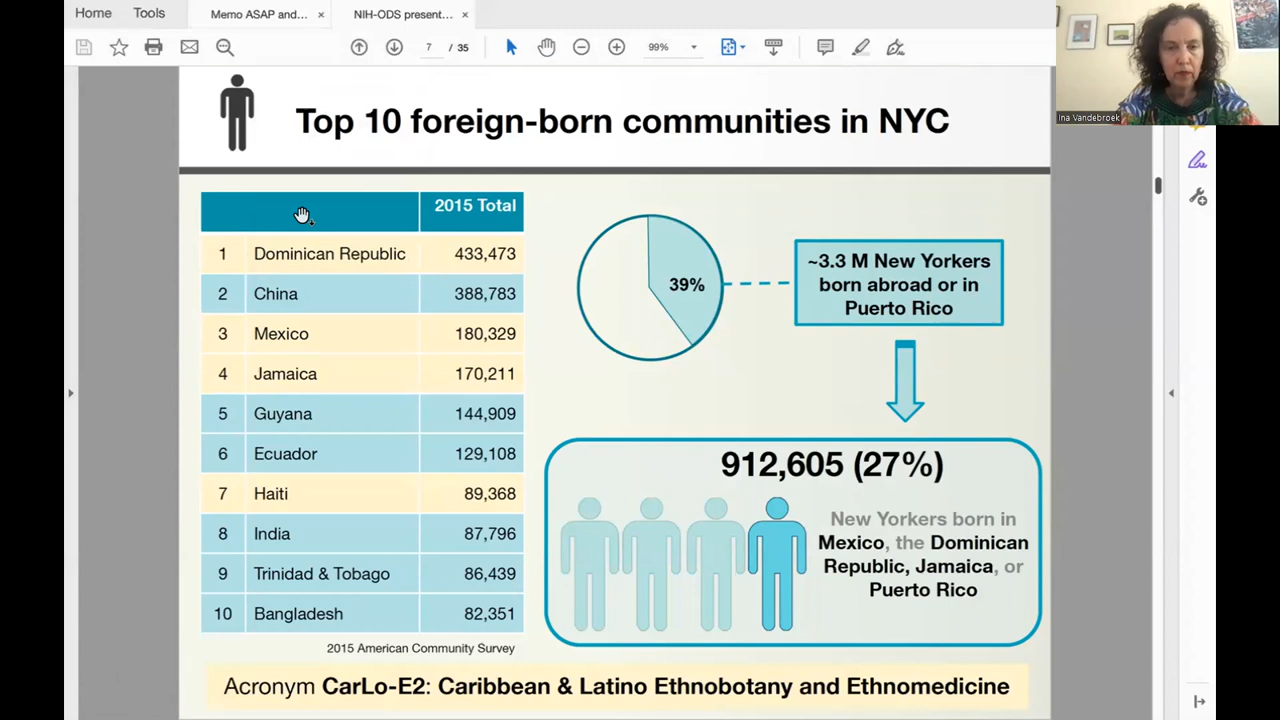 Home Tools Memo ASAP and... × NIH-ODS present... ×
7 / 35 99%
Ina Vandebroek
Top 10 foreign-born communities in NYC
2015 Total
1 Dominican Republic 433,473
2 China 388,783
3 Mexico 180,329
4 Jamaica 170,211
5 Guyana 144,909
6 Ecuador 129,108
7 Haiti 89,368
8 India 87,796
9 Trinidad & Tobago 86,439
10 Bangladesh 82,351
2015 American Community Survey
39%
~3.3 M New Yorkers
born abroad or in
Puerto Rico
912,605 (27%)
New Yorkers born in
Mexico, the Dominican
Republic, Jamaica, or
Puerto Rico
Acronym CarLo-E2: Caribbean & Latino Ethnobotany and Ethnomedicine